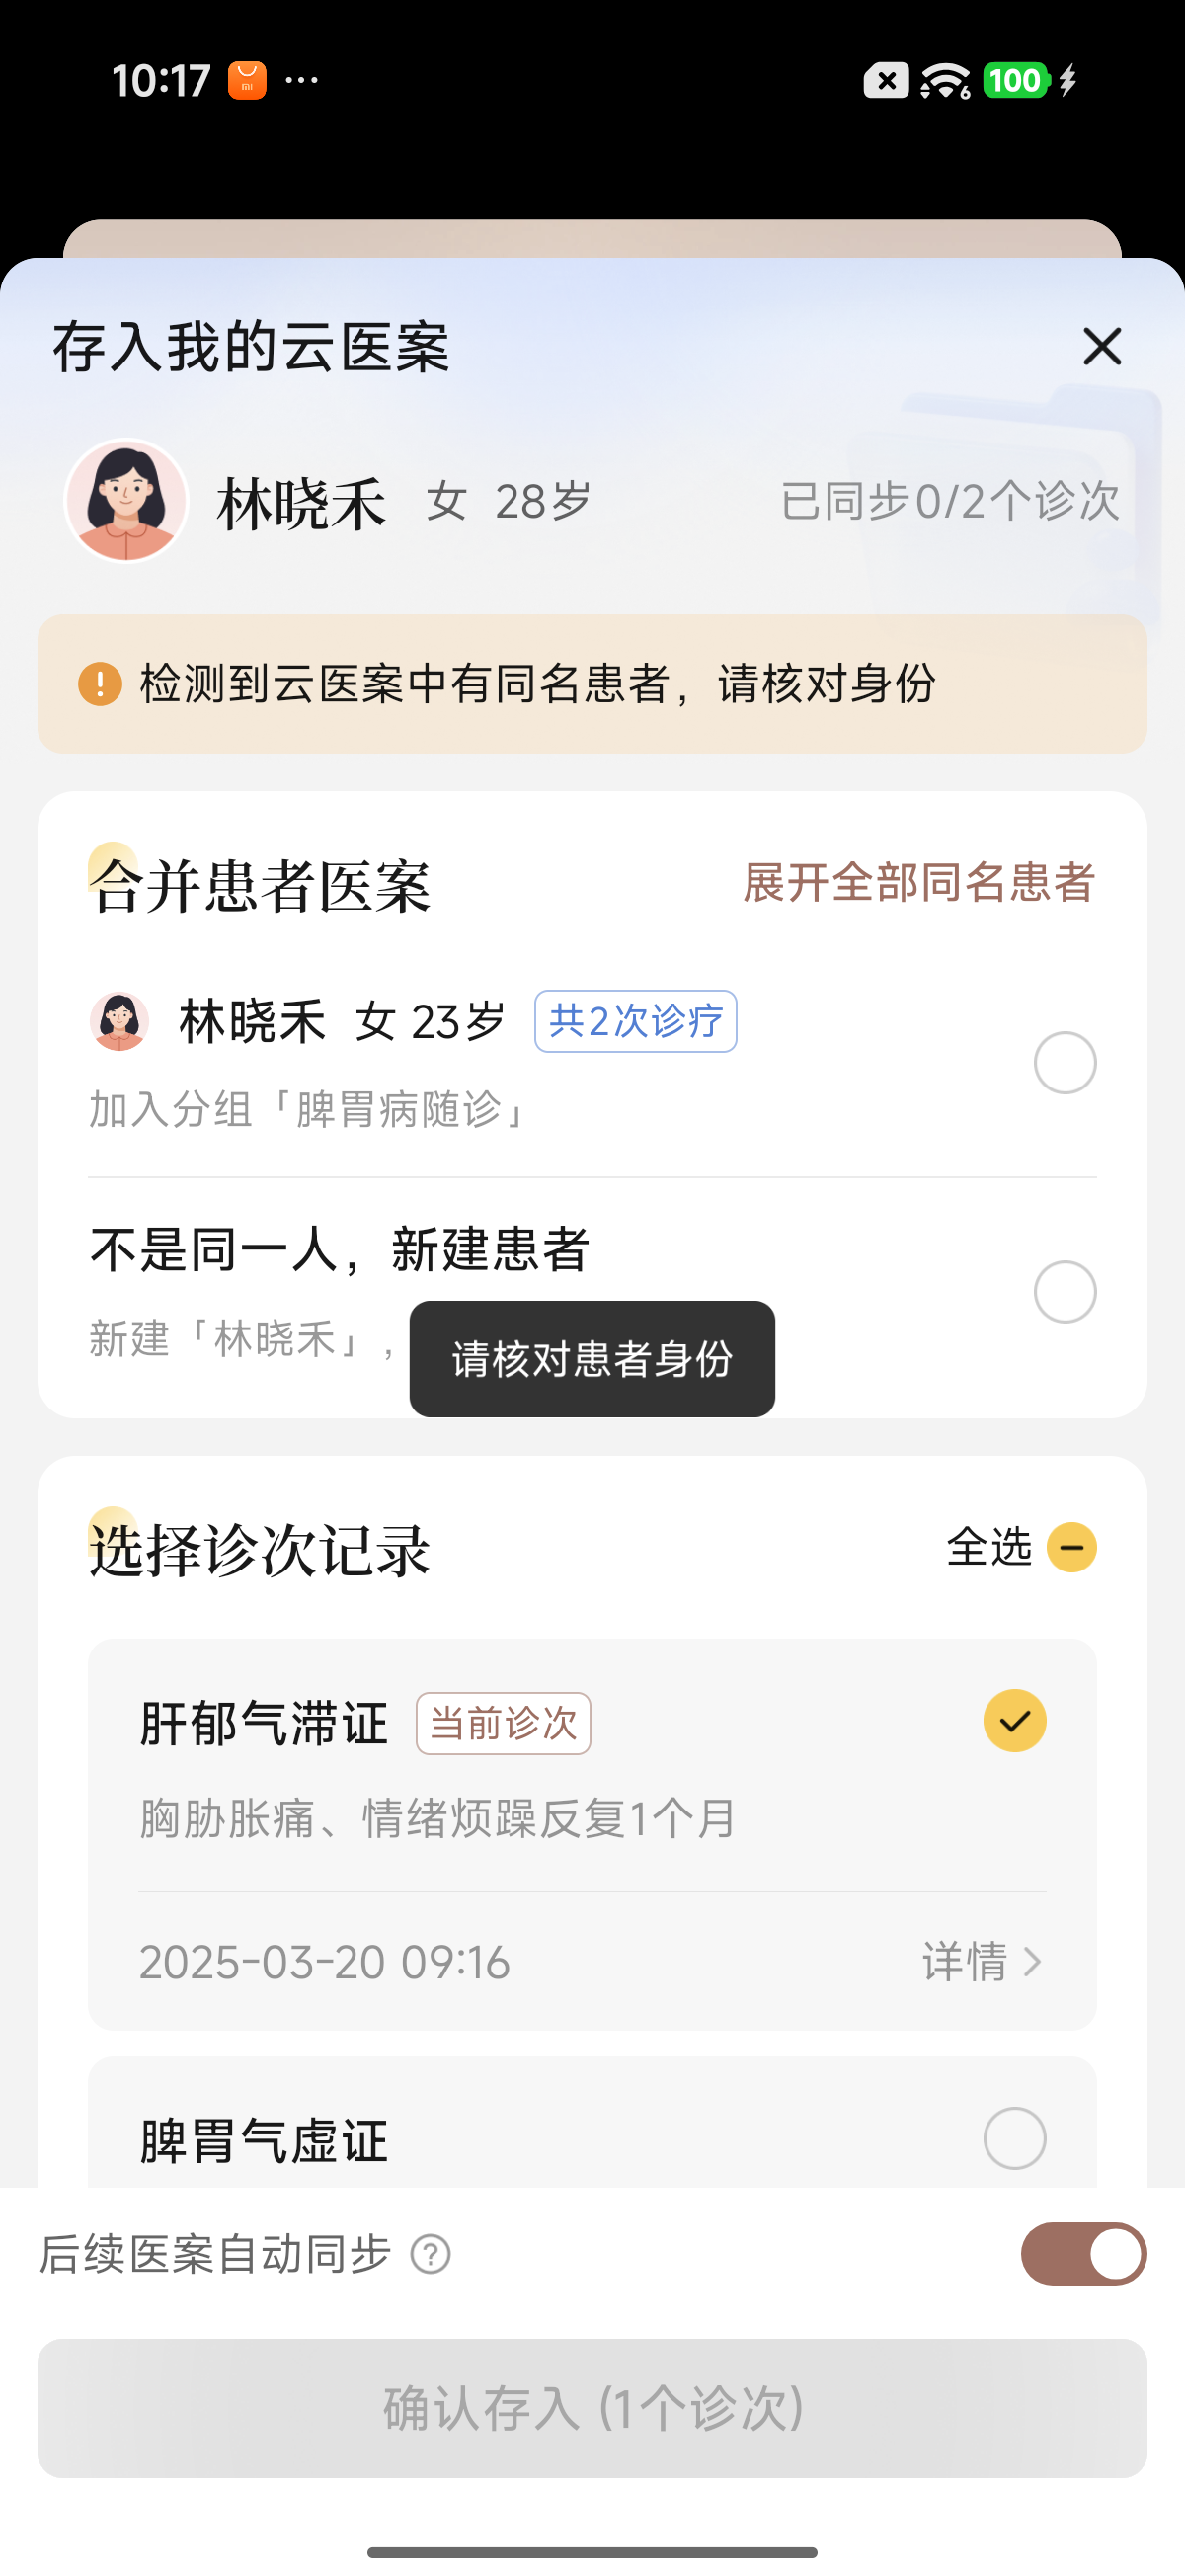 10:17
100
存入我的云医案
林晓禾 女 28岁 已同步0/2个诊次
检测到云医案中有同名患者，请核对身份
合并患者医案 展开全部同名患者
林晓禾 女 23岁 共2次诊疗
加入分组「脾胃病随诊」
不是同一人，新建患者
新建「林晓禾」，
请核对患者身份
选择诊次记录 全选
肝郁气滞证 当前诊次
胸胁胀痛、情绪烦躁反复1个月
2025-03-20 09:16 详情
脾胃气虚证
后续医案自动同步
确认存入 (1个诊次)